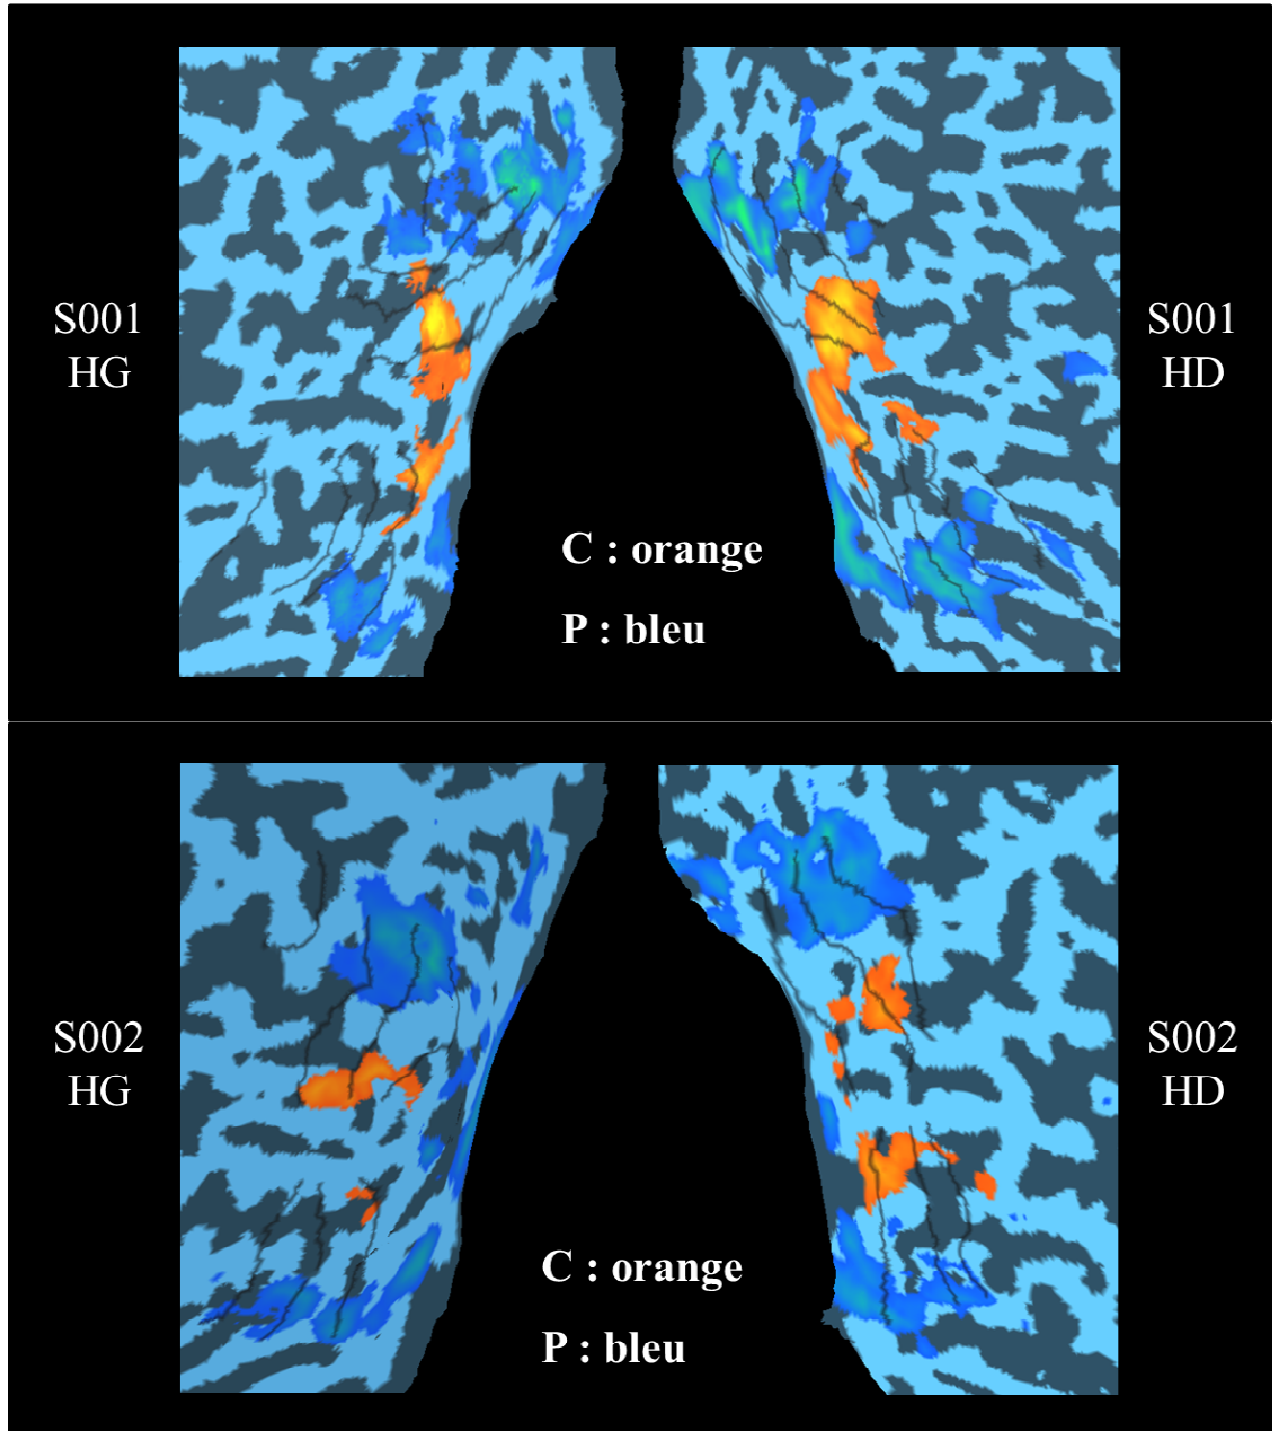 S001
HG
S001
HD
C : orange
P : bleu
S002
HG
S002
HD
C : orange
P : bleu